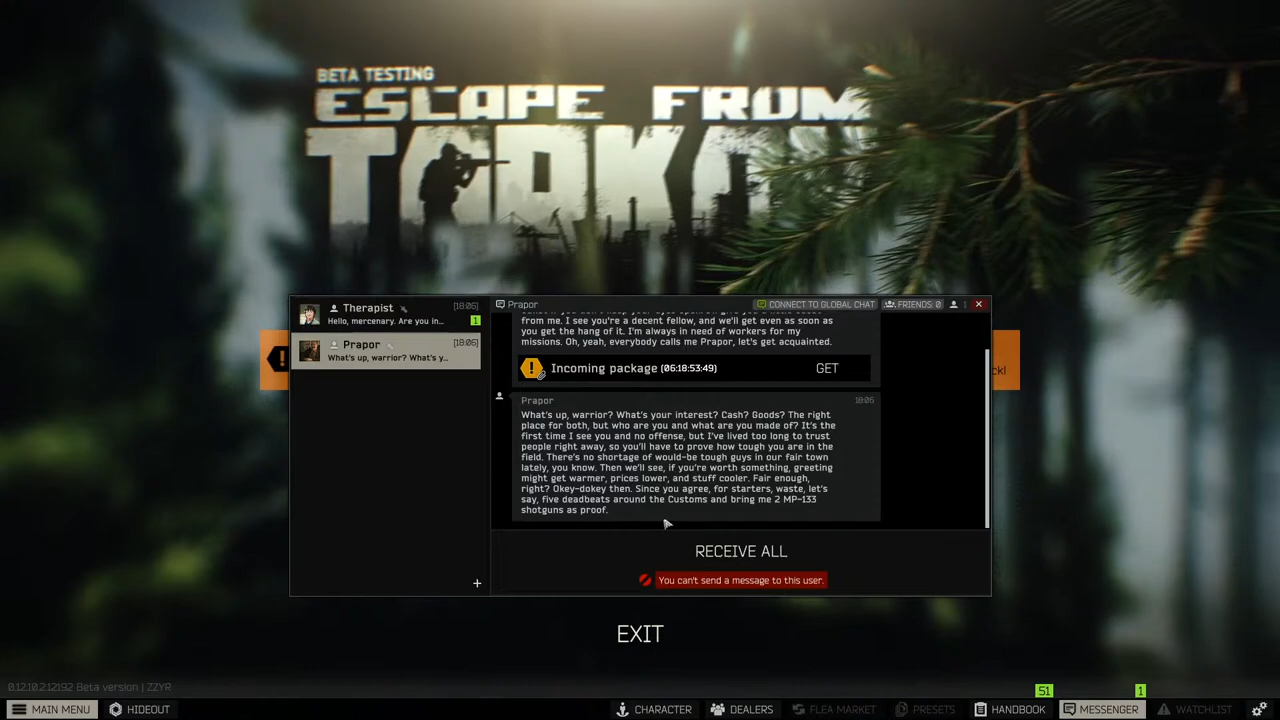 BETA TESTING
ESCAPE FROM
TARKOV
Therapist [18:06]
Hello, mercenary. Are you in... 1
Prapor [18:06]
What's up, warrior? What's y...
+
Prapor
CONNECT TO GLOBAL CHAT
FRIENDS: 0
1
from me. I see you're a decent fellow, and we'll get even as soon as
you get the hang of it. I'm always in need of workers for my
missions. Oh, yeah, everybody calls me Prapor, let's get acquainted.
Incoming package (06:18:53:49) GET
Prapor 18:06
What's up, warrior? What's your interest? Cash? Goods? The right
place for both, but who are you and what are you made of? It's the
first time I see you and no offense, but I've lived too long to trust
people right away, so you'll have to prove how tough you are in the
field. There's no shortage of would-be tough guys in our fair town
lately, you know. Then we'll see, if you're worth something, greeting
might get warmer, prices lower, and stuff cooler. Fair enough,
right? Okey-dokey then. Since you agree, for starters, waste, let's
say, five deadbeats around the Customs and bring me 2 MP-133
shotguns as proof.
RECEIVE ALL
You can't send a message to this user.
EXIT
0.12.10.2.12192 Beta version | ZZYR
51
1
MAIN MENU
HIDEOUT
CHARACTER
DEALERS
FLEA MARKET
PRESETS
HANDBOOK
MESSENGER
WATCHLIST